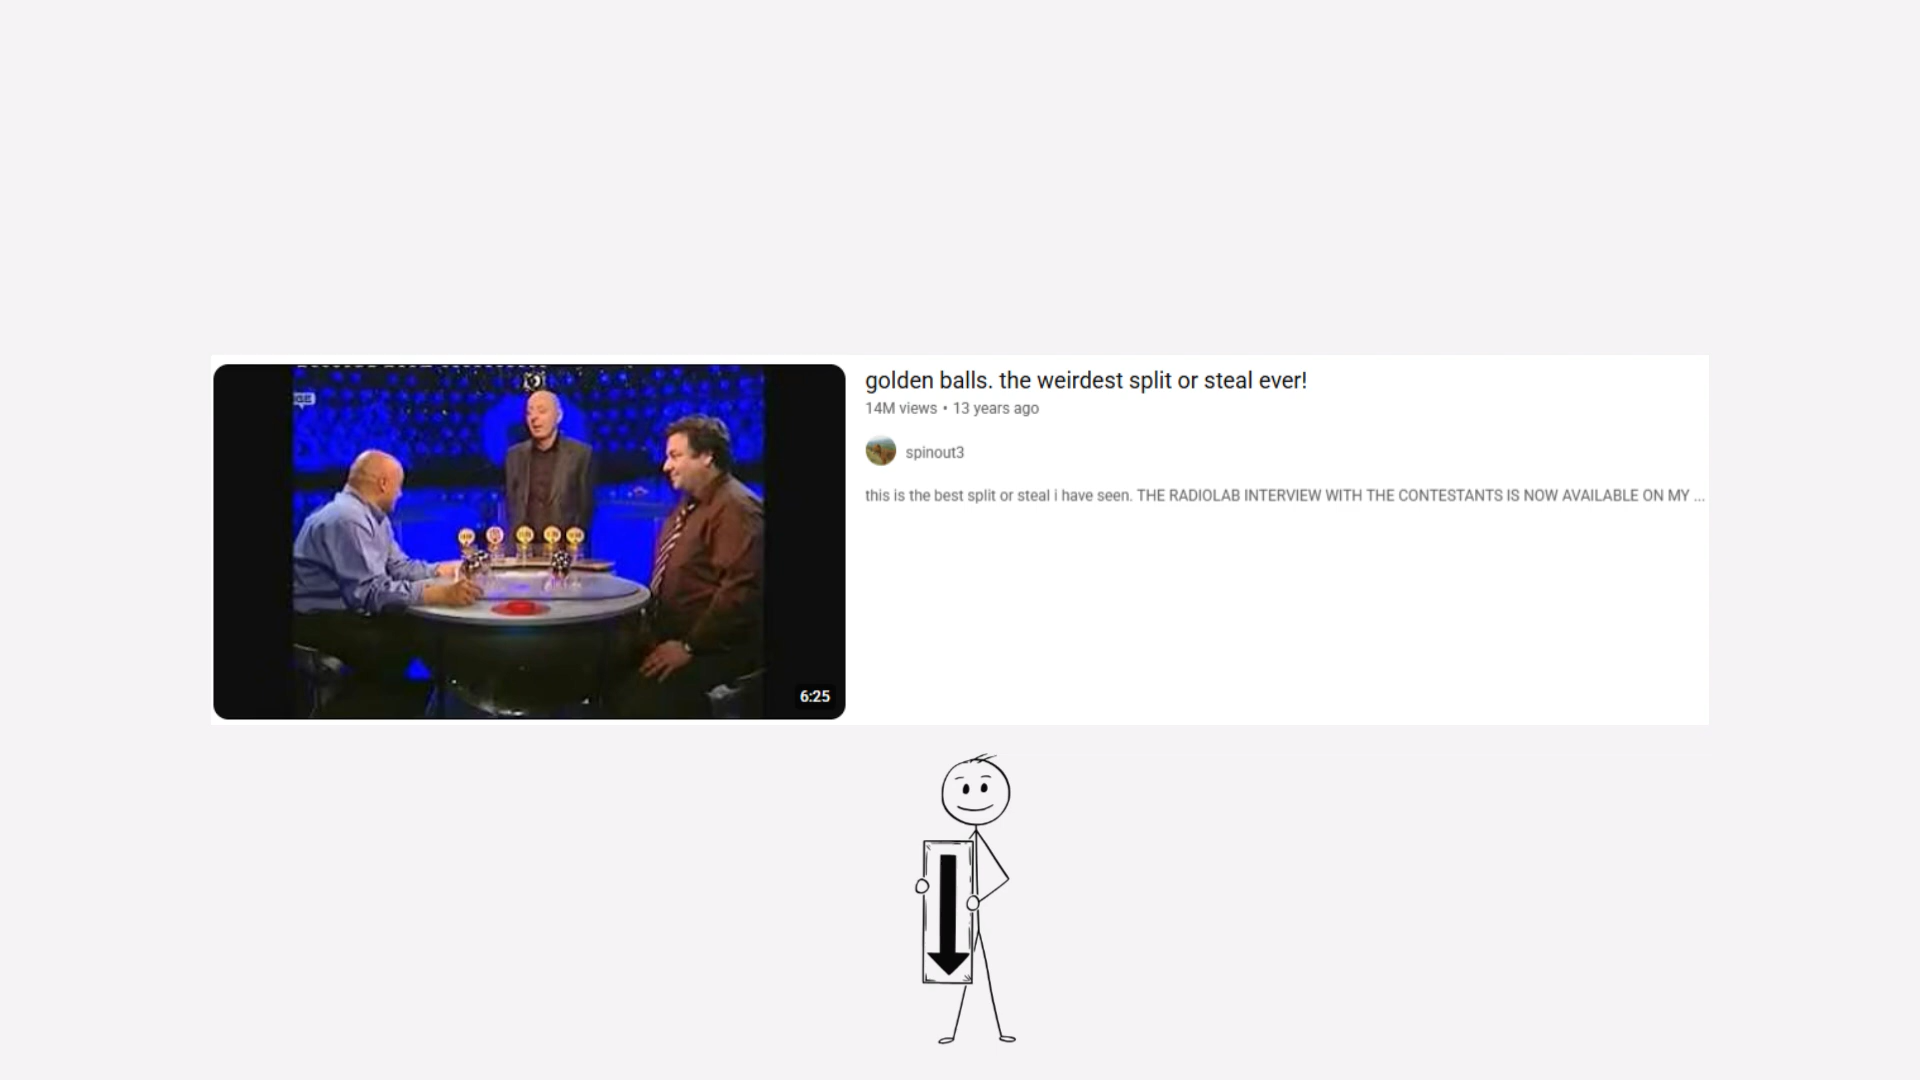 golden balls. the weirdest split or steal ever!
14M views • 13 years ago
spinout3
this is the best split or steal i have seen. THE RADIOLAB INTERVIEW WITH THE CONTESTANTS IS NOW AVAILABLE ON MY ...
6:25